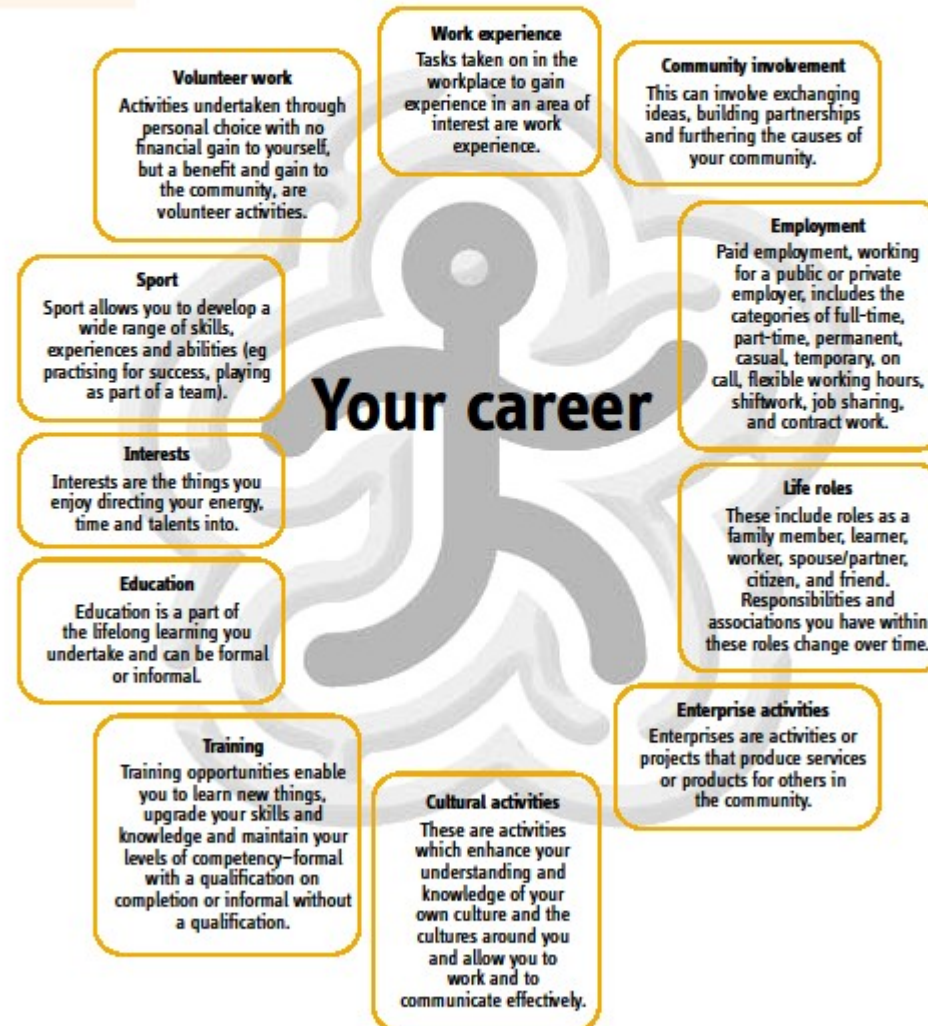 Work experience
Tasks taken on in the
workplace to gain
experience in an area of
interest are work
experience.
Community involvement
This can involve exchanging
ideas, building partnerships
and furthering the causes of
your community.
Employment
Paid employment, working
for a public or private
employer, includes the
categories of full-time,
part-time, permanent,
casual, temporary, on
call, flexible working hours,
shiftwork, job sharing,
and contract work.
Life roles
These include roles as a
family member, learner,
worker, spouse/partner,
citizen, and friend.
Responsibilities and
associations you have within
these roles change over time.
Enterprise activities
Enterprises are activities or
projects that produce services
or products for others in
the community.
Cultural activities
These are activities
which enhance your
understanding and
knowledge of your
own culture and the
cultures around you
and allow you to
work and to
communicate effectively.
Training
Training opportunities enable
you to learn new things,
upgrade your skills and
knowledge and maintain your
levels of competency–formal
with a qualification on
completion or informal without
a qualification.
Education
Education is a part of
the lifelong learning you
undertake and can be formal
or informal.
Interests
Interests are the things you
enjoy directing your energy,
time and talents into.
Sport
Sport allows you to develop a
wide range of skills,
experiences and abilities (eg
practising for success, playing
as part of a team).
Volunteer work
Activities undertaken through
personal choice with no
financial gain to yourself,
but a benefit and gain to
the community, are
volunteer activities.
Your career